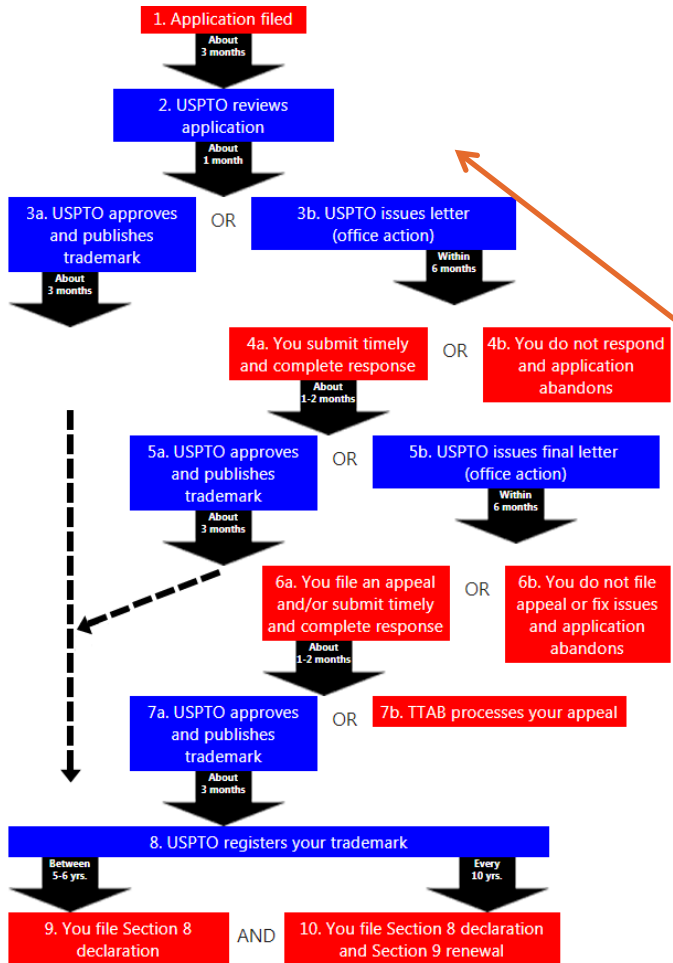 1. Application filed
About
3 months
2. USPTO reviews
application
About
1 month
3a. USPTO approves
and publishes
trademark
OR
3b. USPTO issues letter
(office action)
About
3 months
Within
6 months
4a. You submit timely
and complete response
OR
4b. You do not respond
and application
abandons
About
1-2 months
5a. USPTO approves
and publishes
trademark
OR
5b. USPTO issues final letter
(office action)
About
3 months
Within
6 months
6a. You file an appeal
and/or submit timely
and complete response
OR
6b. You do not file
appeal or fix issues
and application
abandons
About
1-2 months
7a. USPTO approves
and publishes
trademark
OR
7b. TTAB processes your appeal
About
3 months
8. USPTO registers your trademark
Between
5-6 yrs.
Every
10 yrs.
9. You file Section 8
declaration
AND
10. You file Section 8 declaration
and Section 9 renewal